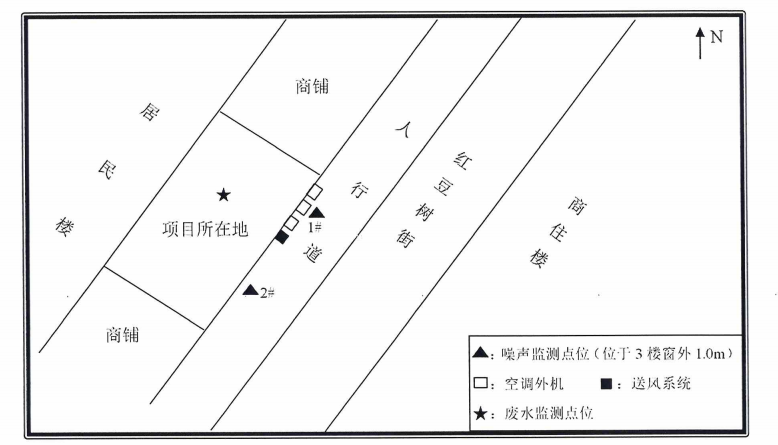 N
商铺
居民楼
人行道
红豆树街
商住楼
项目所在地
1#
2#
商铺
▲：噪声监测点位（位于 3 楼窗外 1.0m）
□：空调外机 ■：送风系统
★：废水监测点位